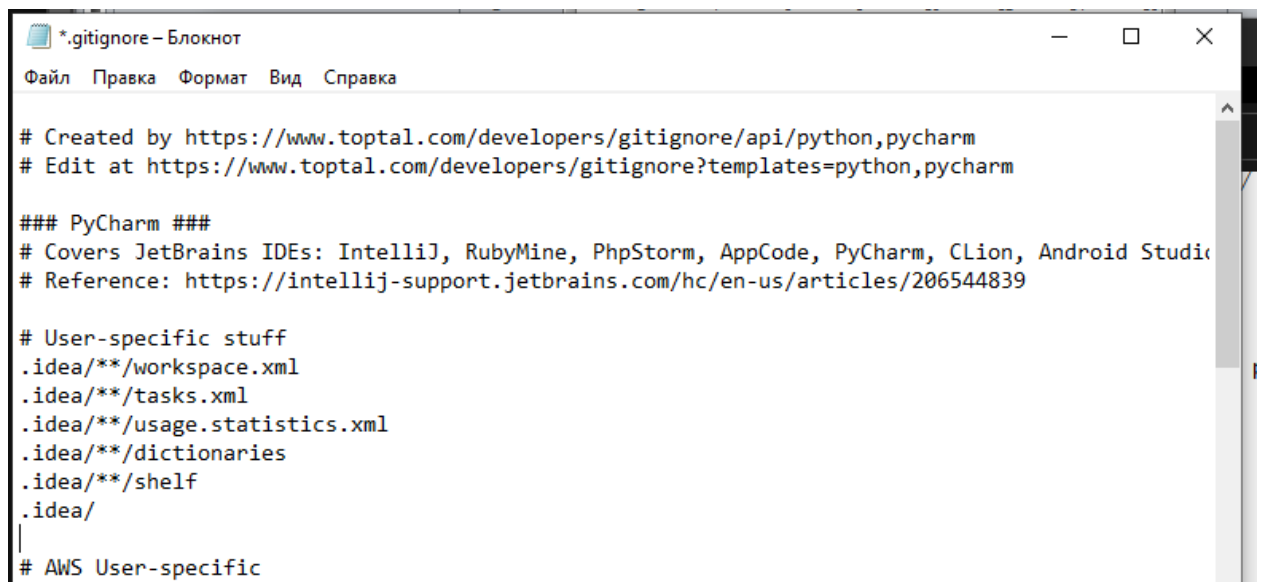 *.gitignore – Блокнот
Файл Правка Формат Вид Справка
# Created by https://www.toptal.com/developers/gitignore/api/python,pycharm
# Edit at https://www.toptal.com/developers/gitignore?templates=python,pycharm
### PyCharm ###
# Covers JetBrains IDEs: IntelliJ, RubyMine, PhpStorm, AppCode, PyCharm, CLion, Android
# Reference: https://intellij-support.jetbrains.com/hc/en-us/articles/206544839
# User-specific stuff
.idea/**/workspace.xml
.idea/**/tasks.xml
.idea/**/usage.statistics.xml
.idea/**/dictionaries
.idea/**/shelf
.idea/
# AWS User-specific